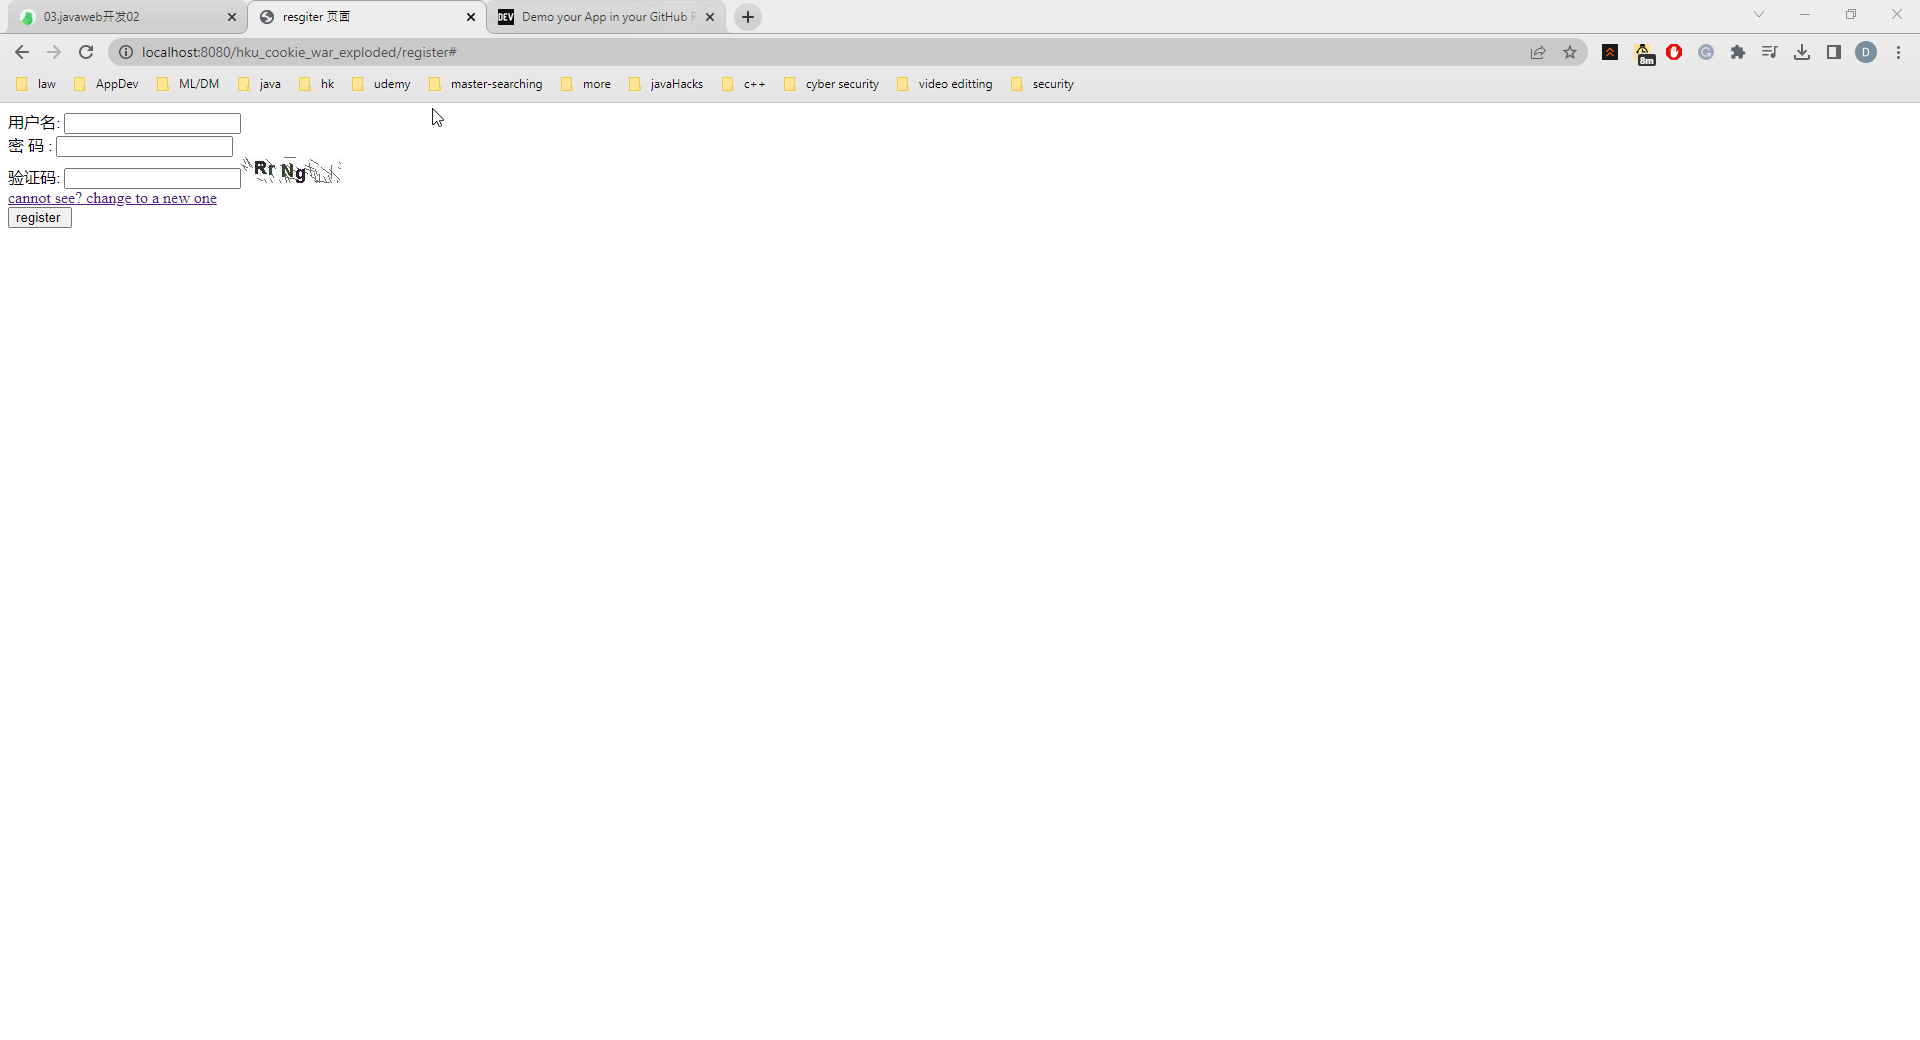 03.javaweb开发02
resgiter 页面
Demo your App in your GitHub R
localhost:8080/hku_cookie_war_exploded/register#
8m
D
law
AppDev
ML/DM
java
hk
udemy
master-searching
more
javaHacks
c++
cyber security
video editting
security
用户名:
密 码 :
验证码:
Rr Ng
cannot see? change to a new one
register